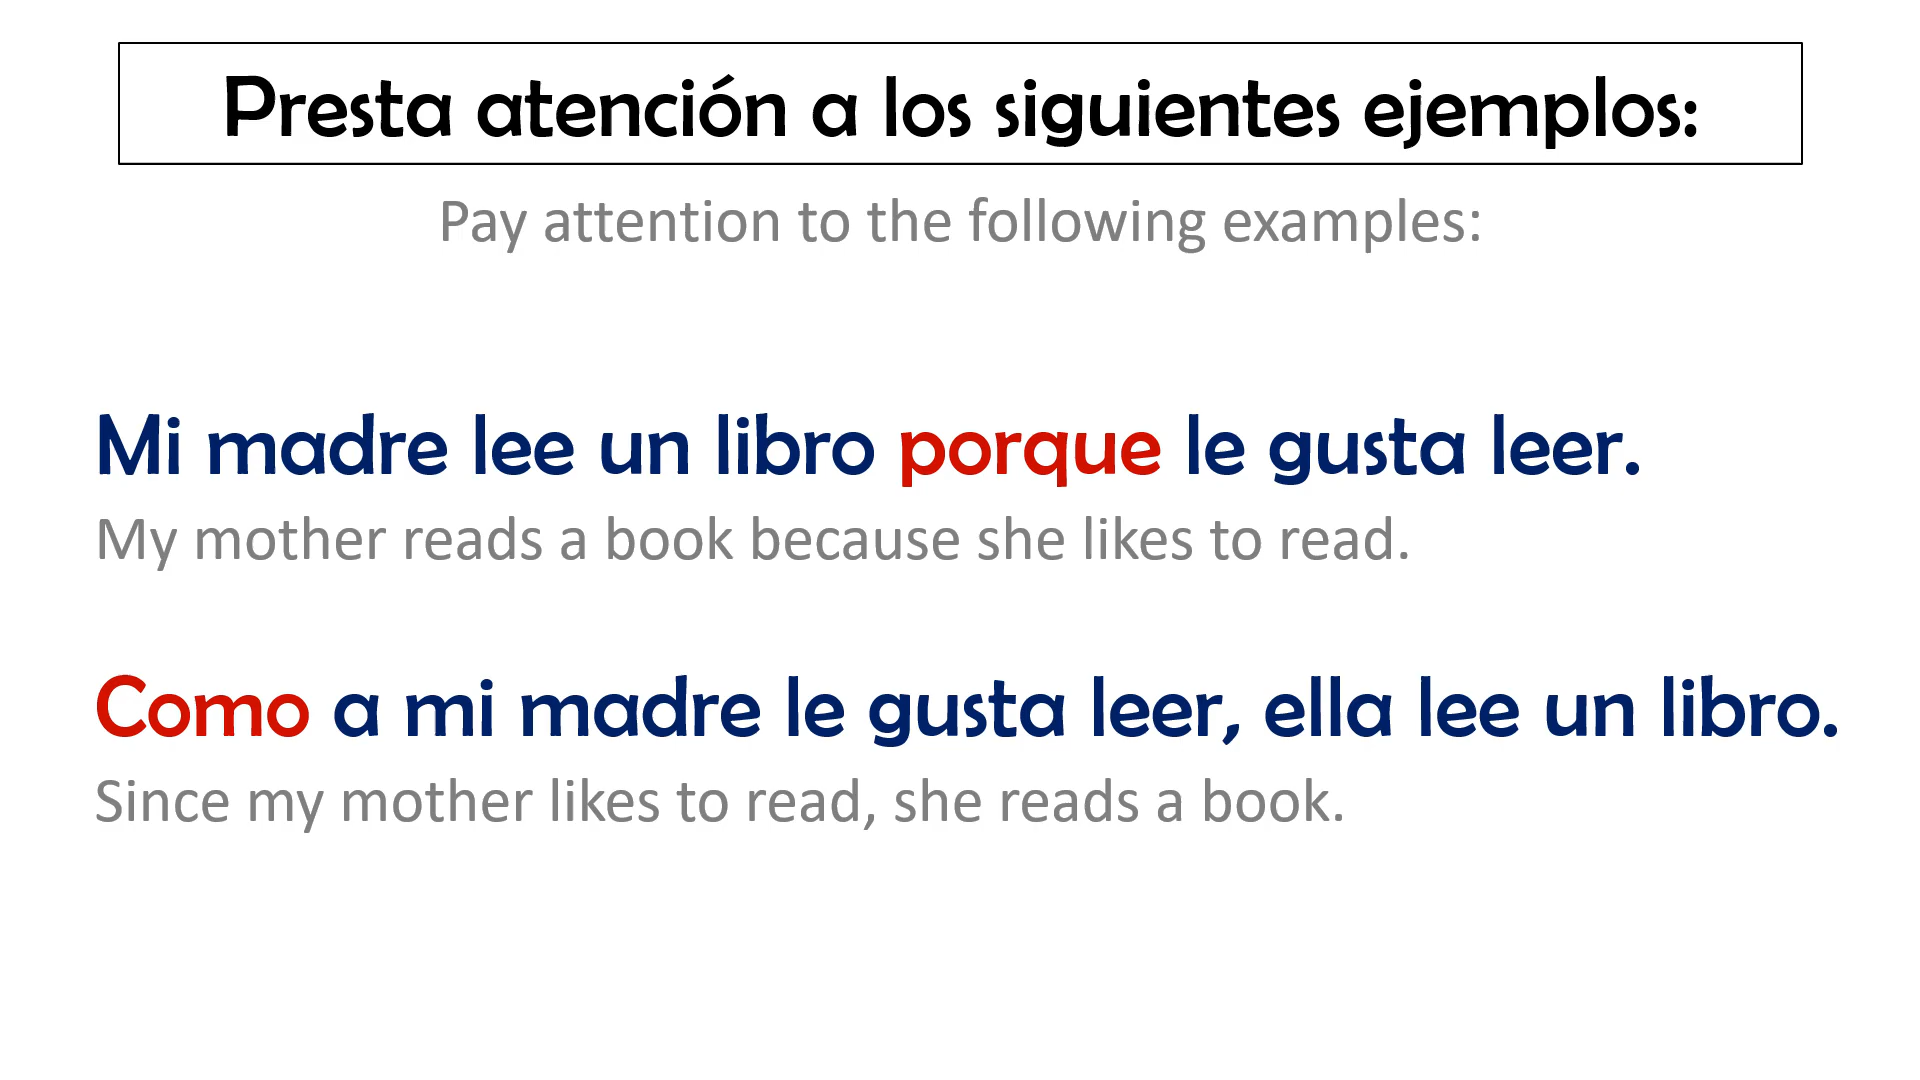 Presta atención a los siguientes ejemplos:
Pay attention to the following examples:
Mi madre lee un libro porque le gusta leer.
My mother reads a book because she likes to read.
Como a mi madre le gusta leer, ella lee un libro.
Since my mother likes to read, she reads a book.